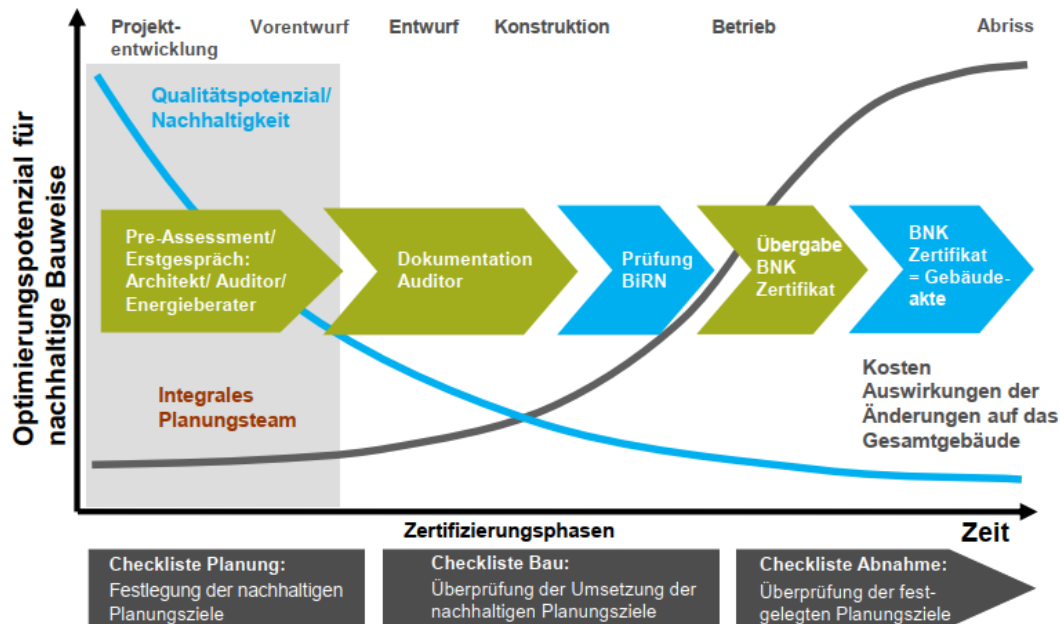 Projekt-
entwicklung
Vorentwurf
Entwurf
Konstruktion
Betrieb
Abriss
Optimierungspotenzial für
nachhaltige Bauweise
Qualitätspotenzial/
Nachhaltigkeit
Pre-Assessment/
Erstgespräch:
Architekt/ Auditor/
Energieberater
Dokumentation
Auditor
Prüfung
BiRN
Übergabe
BNK
Zertifikat
BNK
Zertifikat
= Gebäude-
akte
Integrales
Planungsteam
Kosten
Auswirkungen der
Änderungen auf das
Gesamtgebäude
Zertifizierungsphasen
Zeit
Checkliste Planung:
Festlegung der nachhaltigen
Planungsziele
Checkliste Bau:
Überprüfung der Umsetzung der
nachhaltigen Planungsziele
Checkliste Abnahme:
Überprüfung der fest-
gelegten Planungsziele